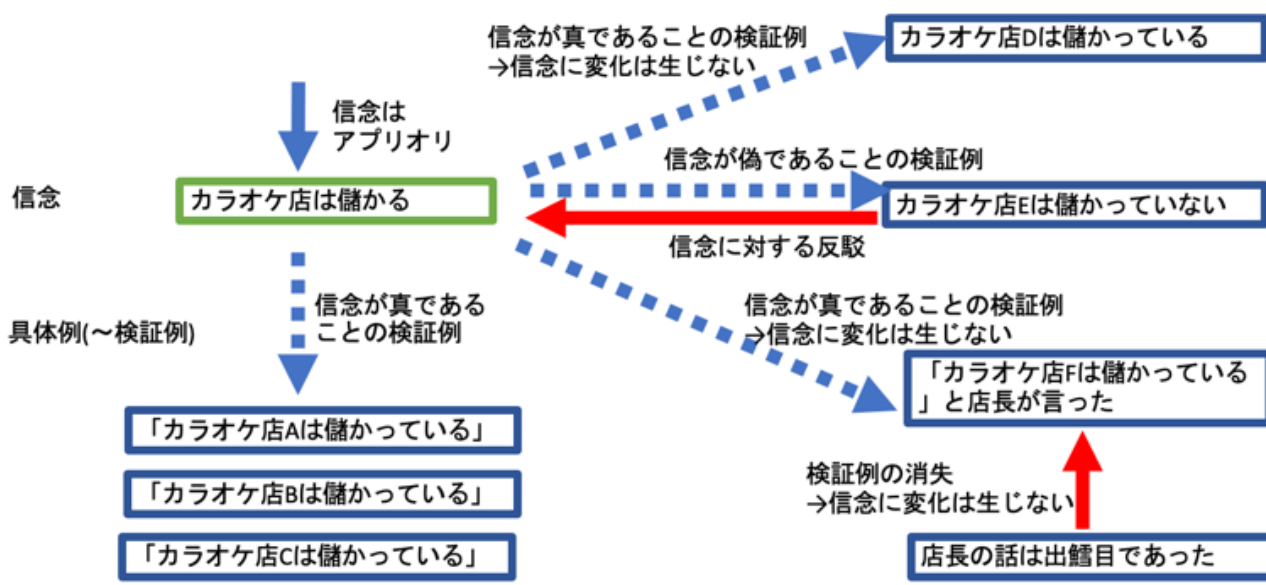 信念が真であることの検証例
→信念に変化は生じない
カラオケ店Dは儲かっている
信念は
アプリオリ
信念が偽であることの検証例
信念
カラオケ店は儲かる
カラオケ店Eは儲かっていない
信念に対する反駁
具体例(～検証例)
信念が真である
ことの検証例
信念が真であることの検証例
→信念に変化は生じない
「カラオケ店Fは儲かっている
」と店長が言った
「カラオケ店Aは儲かっている」
「カラオケ店Bは儲かっている」
「カラオケ店Cは儲かっている」
検証例の消失
→信念に変化は生じない
店長の話は出鱈目であった